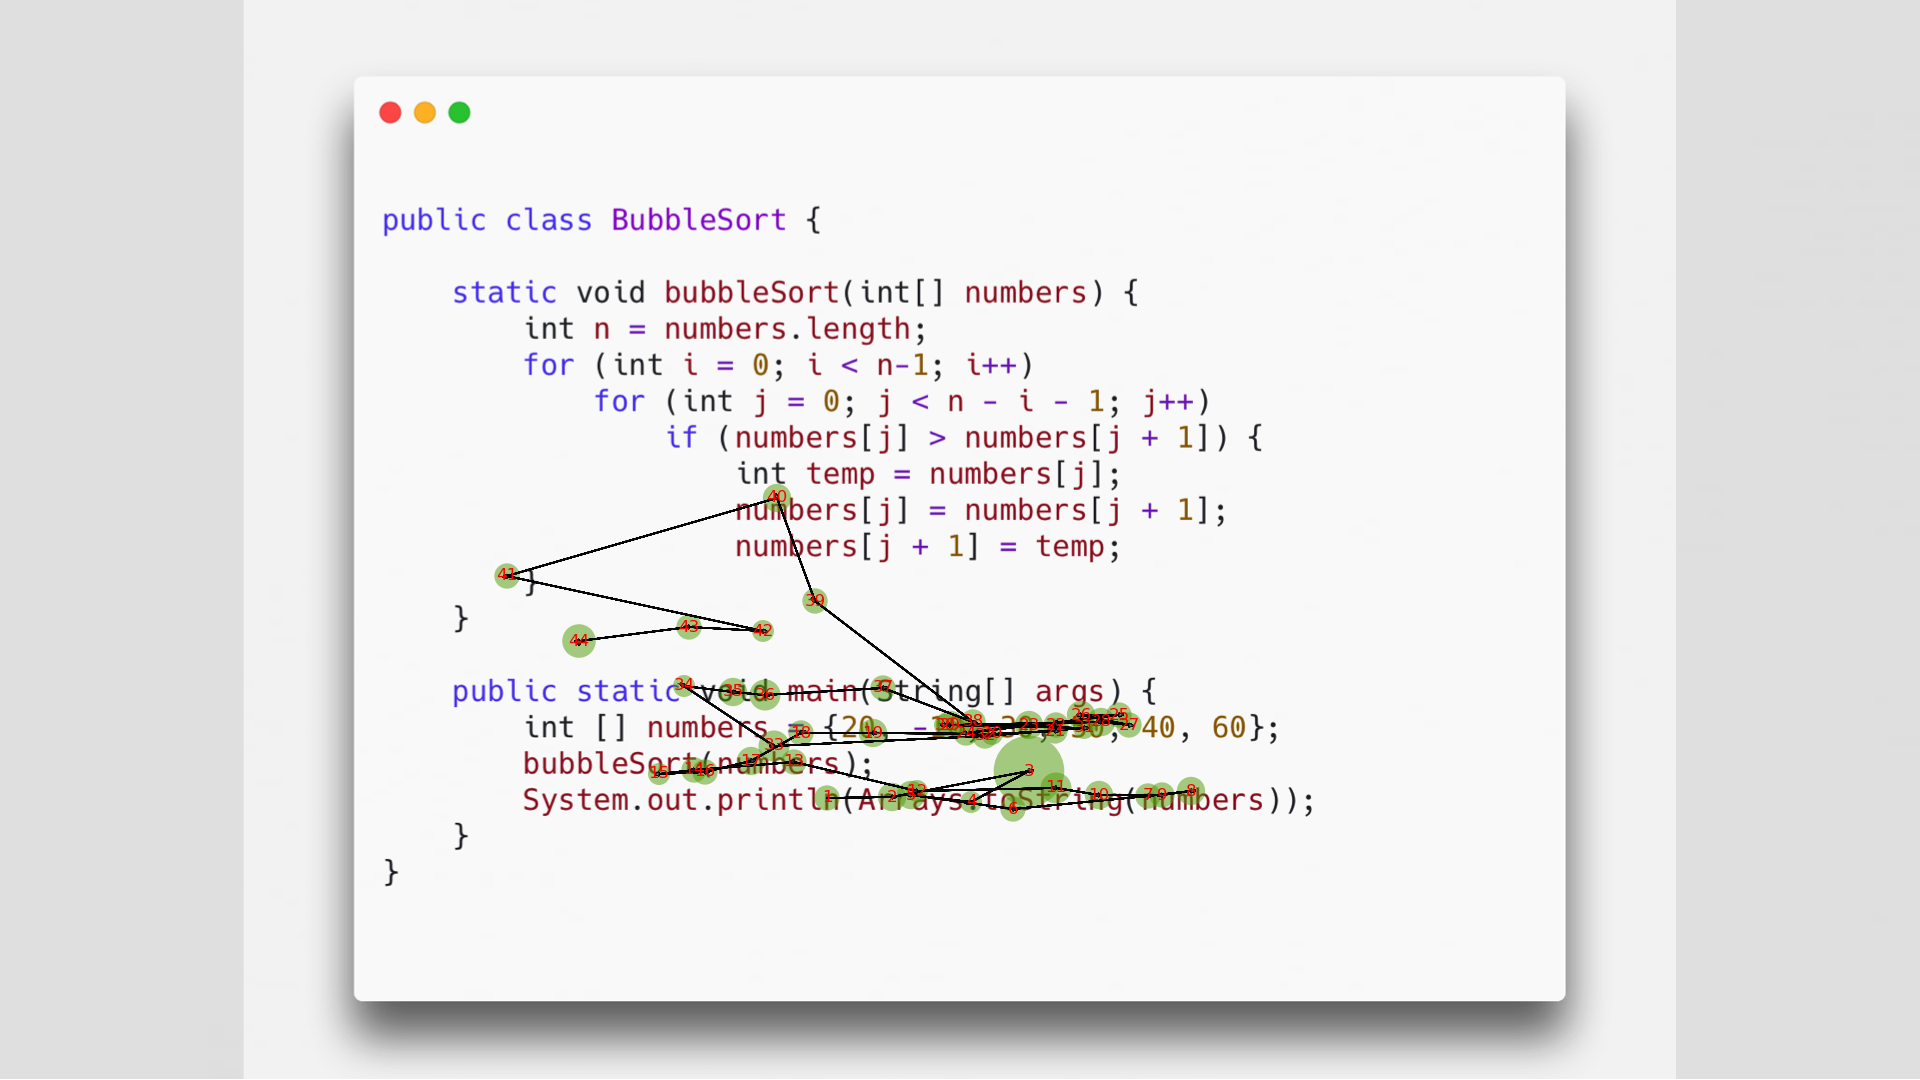 public class BubbleSort {
static void bubbleSort(int[] numbers) {
int n = numbers.length;
for (int i = 0; i < n-1; i++)
for (int j = 0; j < n - i - 1; j++)
if (numbers[j] > numbers[j + 1]) {
int temp = numbers[j];
numbers[j] = numbers[j + 1];
numbers[j + 1] = temp;
}
}
public static void main(String[] args) {
int [] numbers = {20, 40, 60};
bubbleSort(numbers);
System.out.println(Arrays.toString(numbers));
}
}